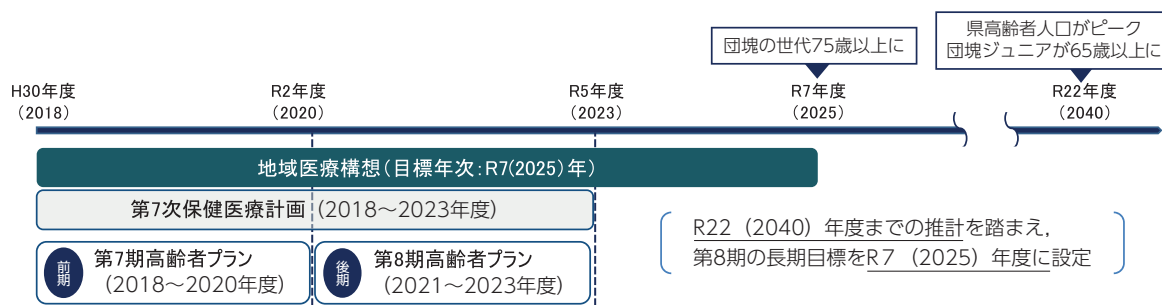 団塊の世代75歳以上に
県高齢者人口がピーク
団塊ジュニアが65歳以上に
H30年度
(2018)
R2年度
(2020)
R5年度
(2023)
R7年度
(2025)
R22年度
(2040)
地域医療構想(目標年次:R7(2025)年)
第7次保健医療計画(2018~2023年度)
前期
第7期高齢者プラン
(2018~2020年度)
後期
第8期高齢者プラン
(2021~2023年度)
R22(2040)年度までの推計を踏まえ,
第8期の長期目標をR7(2025)年度に設定